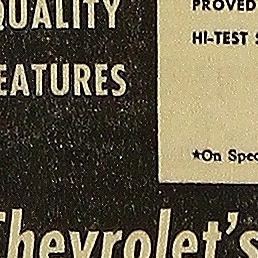 QUALITY
FEATURES
PROVED
HI-TEST
★On Spec
Chevrolet's